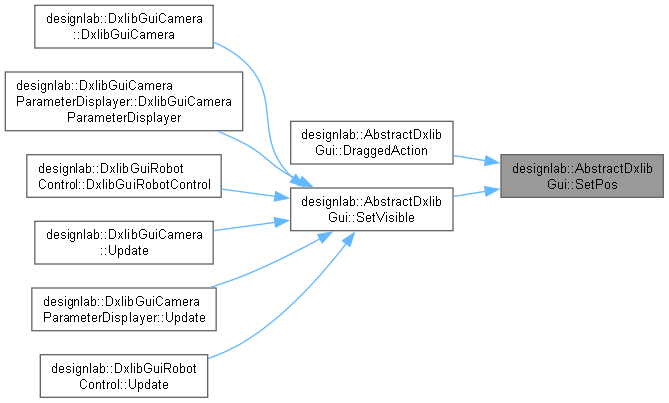 designlab::DxlibGuiCamera
::DxlibGuiCamera
designlab::DxlibGuiCamera
ParameterDisplayer::DxlibGuiCamera
ParameterDisplayer
designlab::DxlibGuiRobot
Control::DxlibGuiRobotControl
designlab::DxlibGuiCamera
::Update
designlab::DxlibGuiCamera
ParameterDisplayer::Update
designlab::DxlibGuiRobot
Control::Update
designlab::AbstractDxlib
Gui::DraggedAction
designlab::AbstractDxlib
Gui::SetVisible
designlab::AbstractDxlib
Gui::SetPos